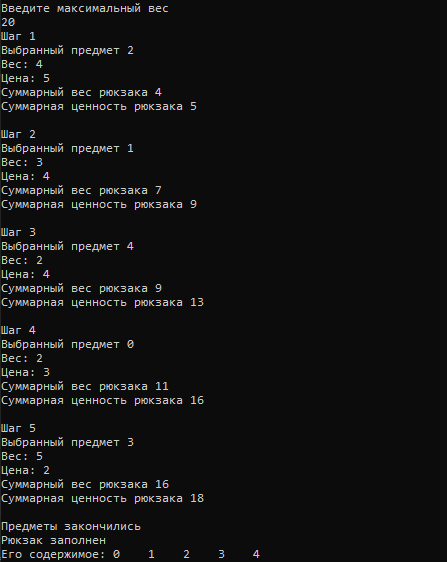 Введите максимальный вес
20
Шаг 1
Выбранный предмет 2
Вес: 4
Цена: 5
Суммарный вес рюкзака 4
Суммарная ценность рюкзака 5
Шаг 2
Выбранный предмет 1
Вес: 3
Цена: 4
Суммарный вес рюкзака 7
Суммарная ценность рюкзака 9
Шаг 3
Выбранный предмет 4
Вес: 2
Цена: 4
Суммарный вес рюкзака 9
Суммарная ценность рюкзака 13
Шаг 4
Выбранный предмет 0
Вес: 2
Цена: 3
Суммарный вес рюкзака 11
Суммарная ценность рюкзака 16
Шаг 5
Выбранный предмет 3
Вес: 5
Цена: 2
Суммарный вес рюкзака 16
Суммарная ценность рюкзака 18
Предметы закончились
Рюкзак заполнен
Его содержимое: 0 1 2 3 4